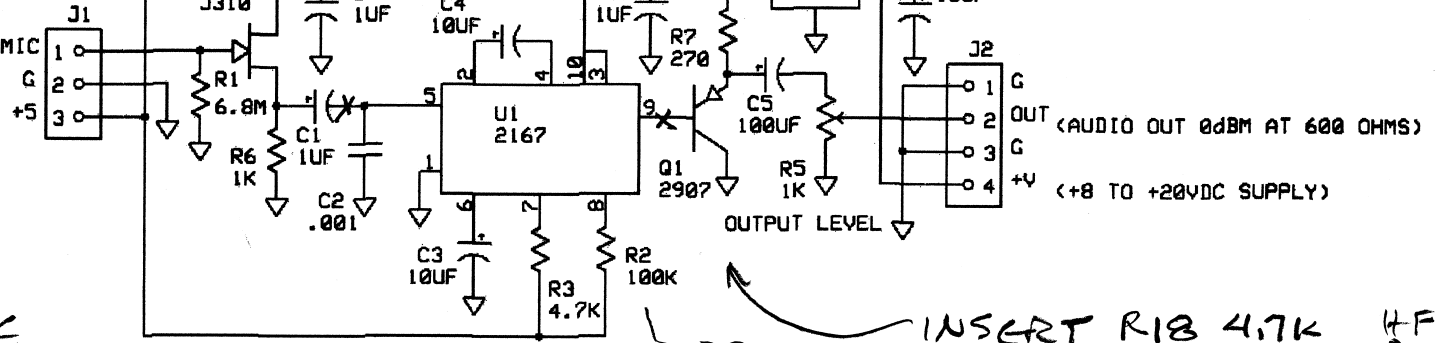 J1
J310
1UF
C4
10UF
1UF
R7
270
J2
MIC 1
G 2
+5 3
R1
6.8M
2
4
10
3
5
U1
2167
9
C5
100UF
1 G
2 OUT (AUDIO OUT 0dBM AT 600 OHMS)
3 G
4 +V (+8 TO +20VDC SUPPLY)
R6
1K
C1
1UF
1
Q1
2907
R5
1K
C2
.001
6
7
8
OUTPUT LEVEL
C3
10UF
R3
4.7K
R2
100K
INSERT R18 4.7K HF